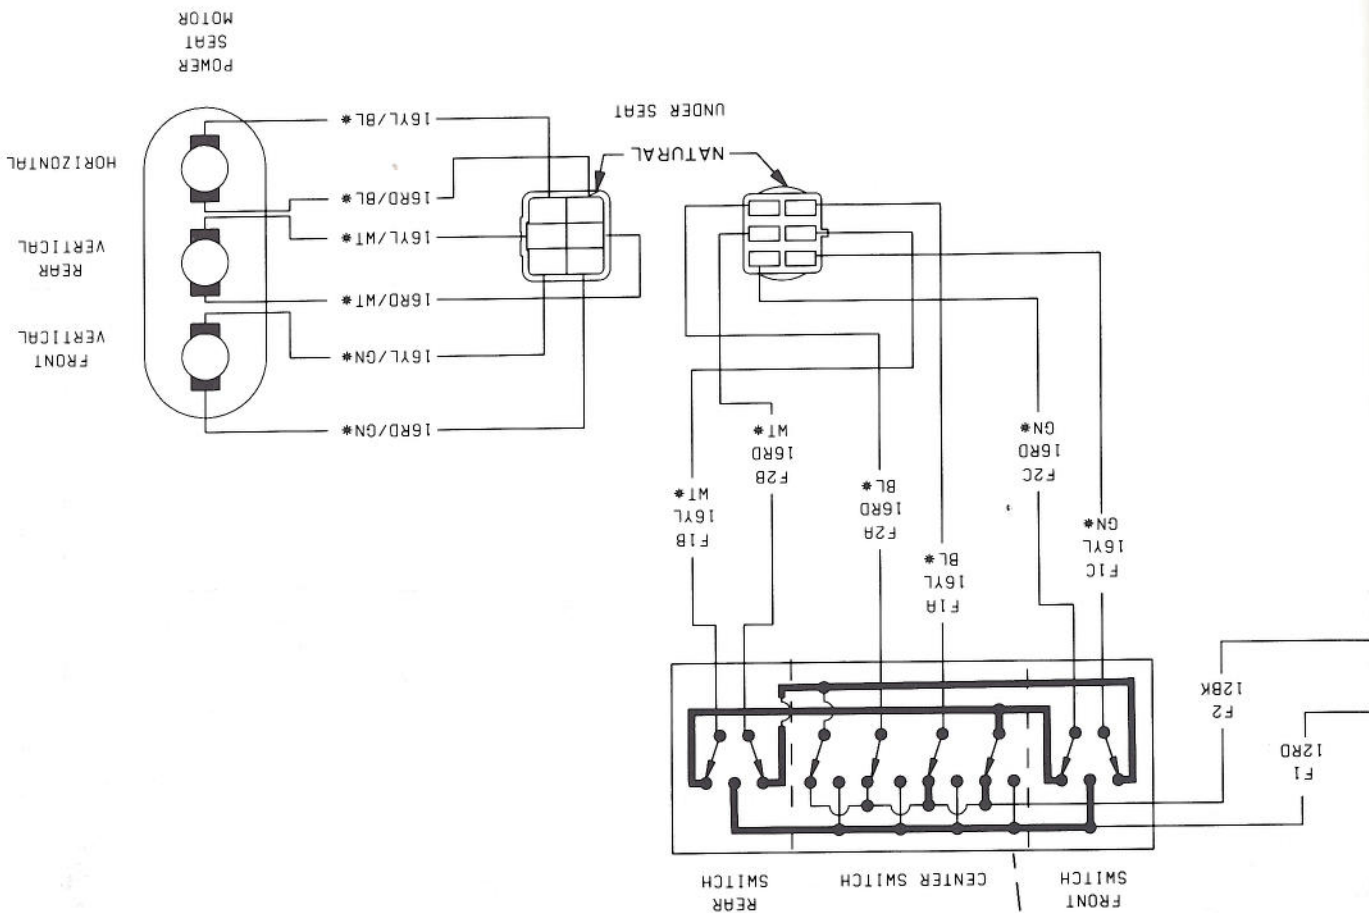 FRONT
SWITCH
CENTER SWITCH
REAR
SWITCH
F1
12RD
F2
12BK
F1C
16YL
GN*
F1A
16YL
BL*
F1B
16YL
WT*
F2A
16RD
BL*
F2C
16RD
GN*
F2B
16RD
WT*
16RD/GN*
16YL/GN*
FRONT
VERTICAL
16RD/WT*
REAR
VERTICAL
16YL/WT*
16RD/BL*
HORIZONTAL
NATURAL
16YL/BL*
UNDER SEAT
POWER
SEAT
MOTOR